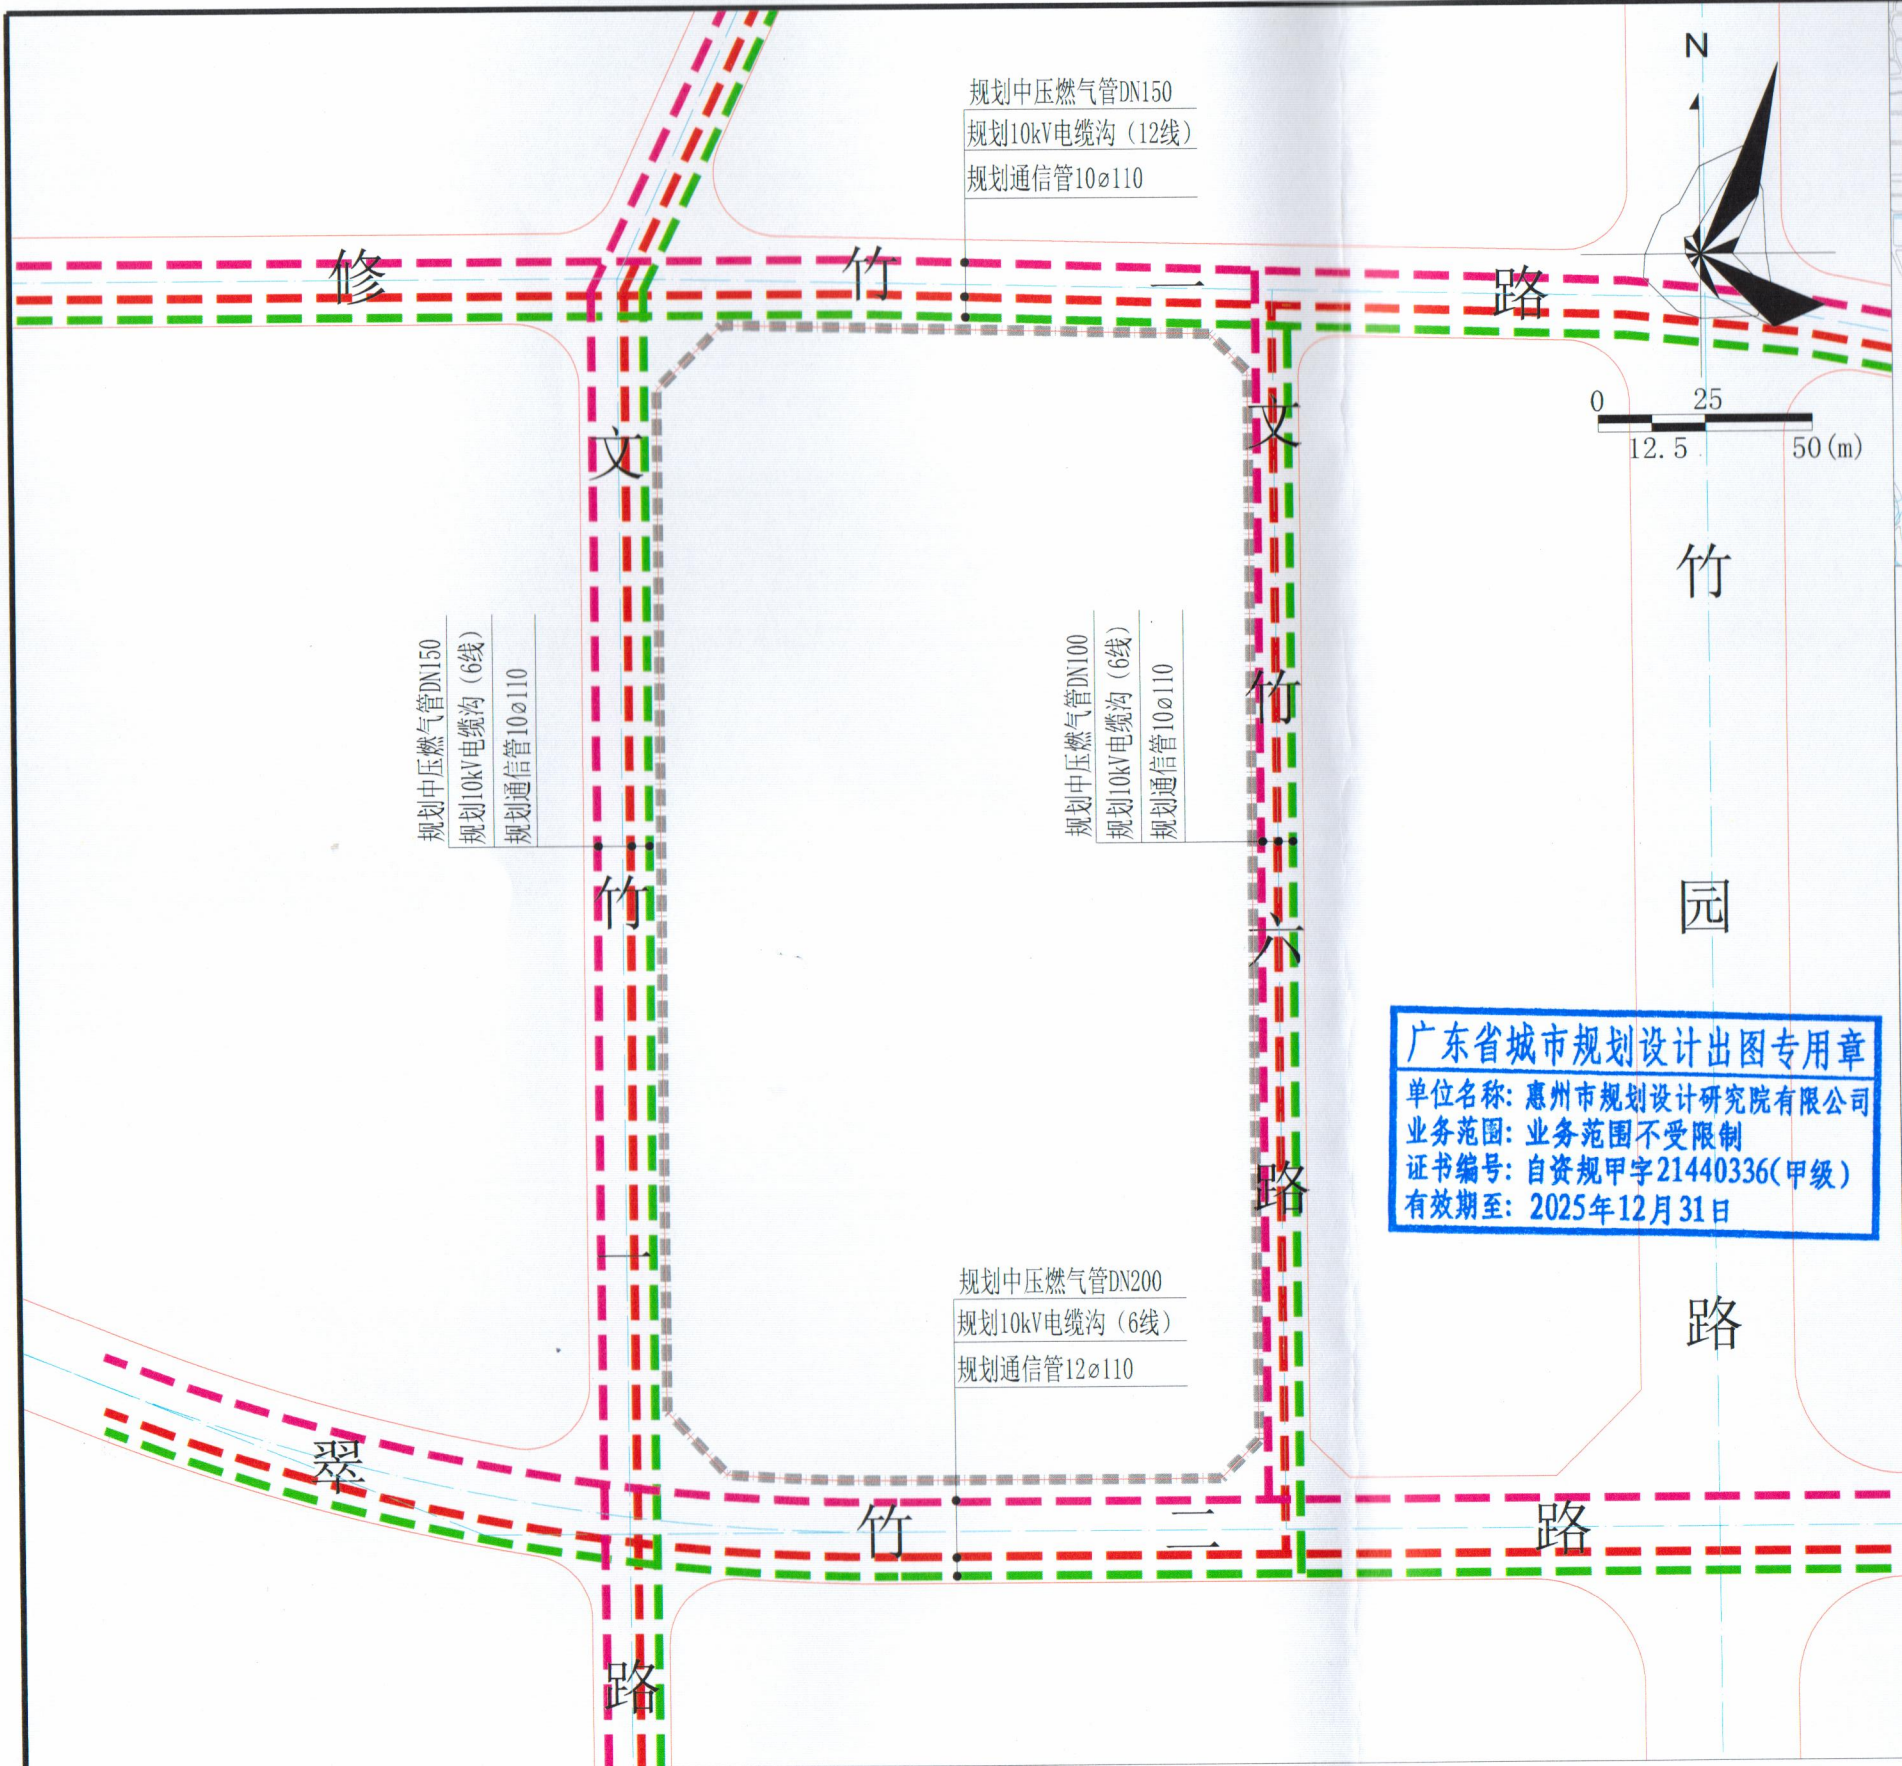 N
规划中压燃气管DN150
规划10kV电缆沟（12线）
规划通信管10⌀110
修竹一路
0 25
12.5 50(m)
文竹一路
文竹六路
竹园路
规划中压燃气管DN150
规划10kV电缆沟（6线）
规划通信管10⌀110
规划中压燃气管DN100
规划10kV电缆沟（6线）
规划通信管10⌀110
广东省城市规划设计出图专用章
单位名称：惠州市规划设计研究院有限公司
业务范围：业务范围不受限制
证书编号：自资规甲字21440336(甲级)
有效期至：2025年12月31日
规划中压燃气管DN200
规划10kV电缆沟（6线）
规划通信管12⌀110
翠竹二路